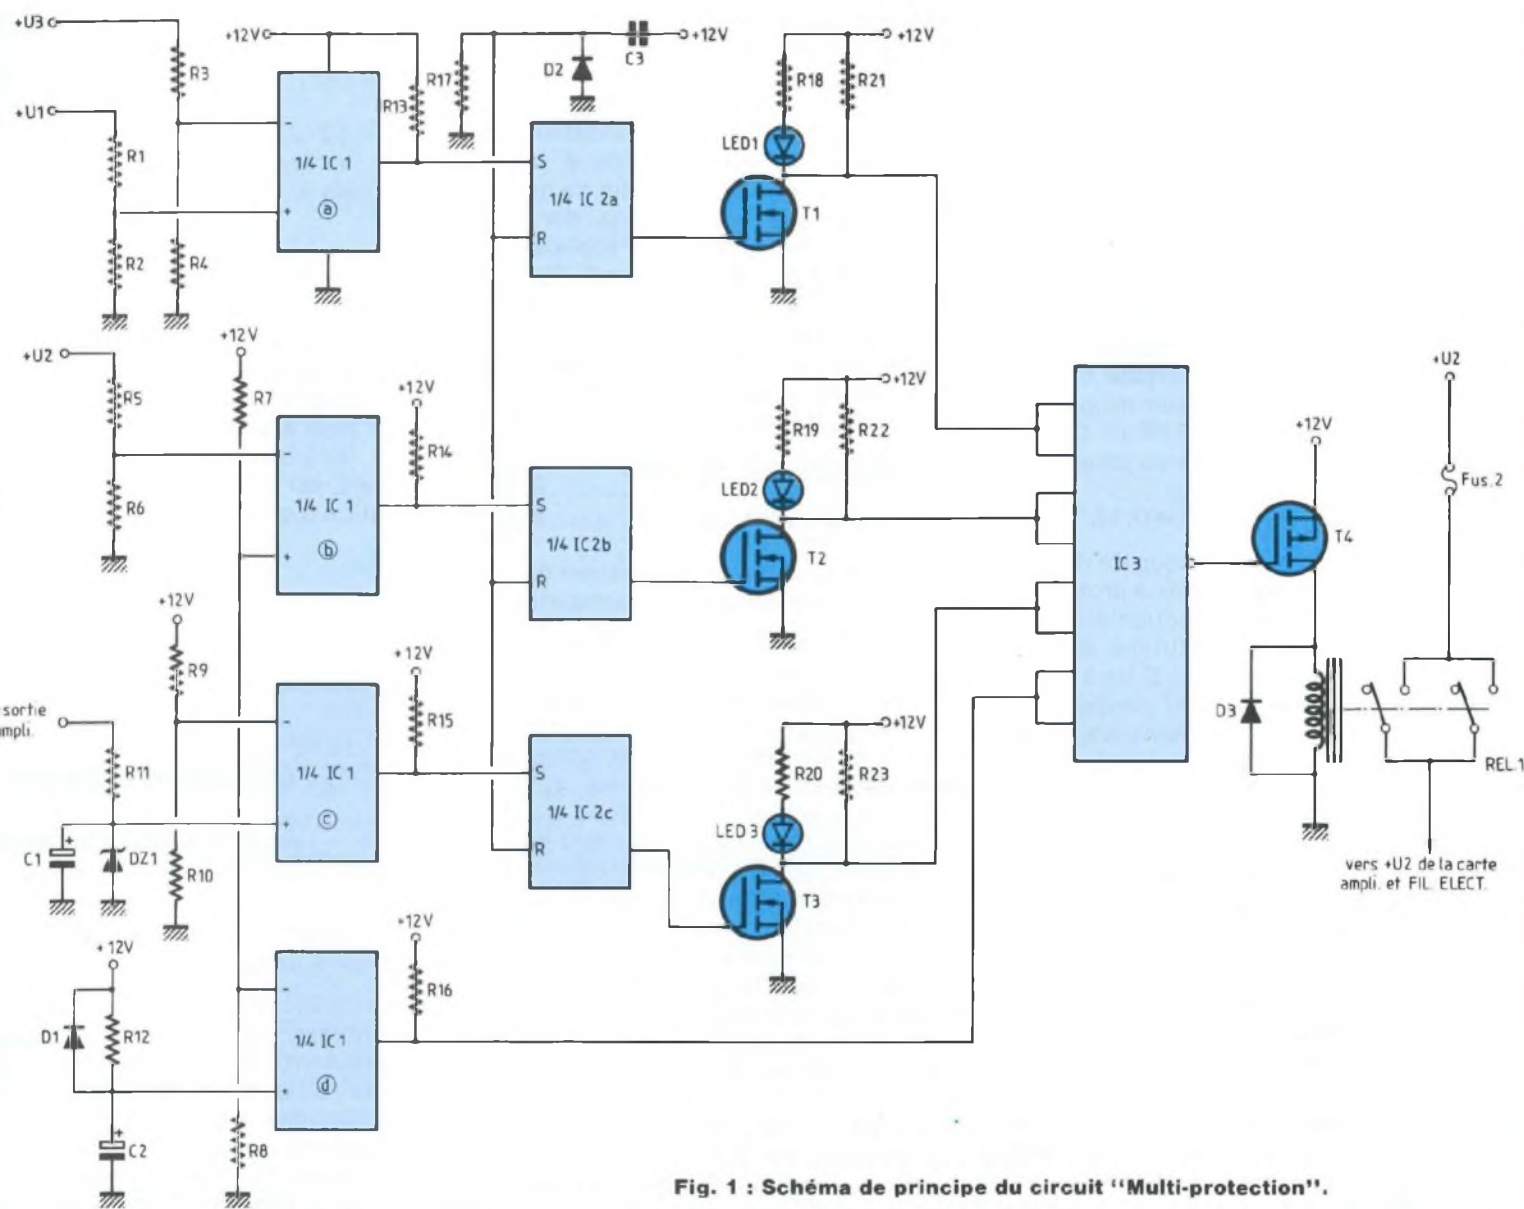 +U3
+12V
+12V
+12V
C3
R3
R17
D2
R18
R21
+U1
R13
R1
-
LED1
1/4 IC 1
S
1/4 IC 2a
T1
+
a
R
R2
R4
+12V
+U2
+12V
+12V
+U2
R5
R7
R19
R22
+12V
R14
-
Fus.2
R6
1/4 IC 1
S
LED2
1/4 IC2b
T2
T4
b
+
R
IC 3
+12V
R9
+12V
+12V
sortie
mpli.
-
R15
D3
R11
1/4 IC 1
S
R20
R23
REL.1
1/4 IC 2c
c
+
LED 3
C1
DZ1
R10
R
vers +U2 de la carte
ampli. et FIL. ELECT.
T3
+12V
+12V
R16
-
D1
R12
1/4 IC 1
d
+
C2
R8
Fig. 1 : Schéma de principe du circuit "Multi-protection".